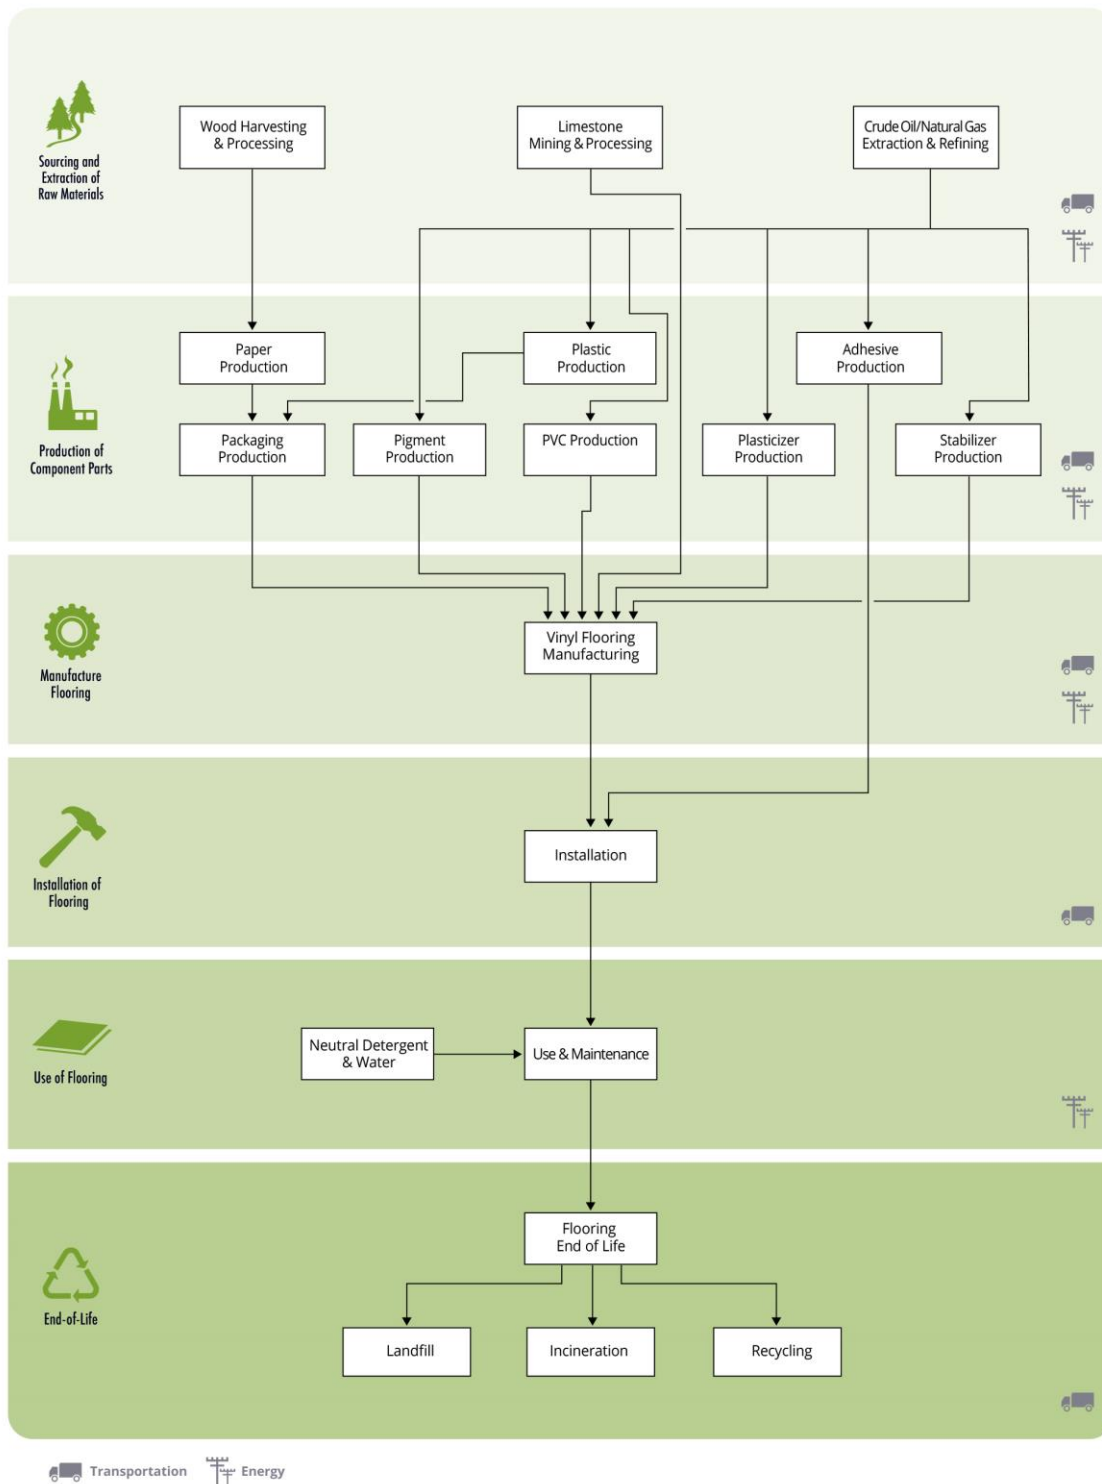 Sourcing and
Extraction of
Raw Materials
Wood Harvesting
& Processing
Limestone
Mining & Processing
Crude Oil/Natural Gas
Extraction & Refining
Production of
Component Parts
Paper
Production
Plastic
Production
Adhesive
Production
Packaging
Production
Pigment
Production
PVC Production
Plasticizer
Production
Stabilizer
Production
Manufacture
Flooring
Vinyl Flooring
Manufacturing
Installation of
Flooring
Installation
Use of Flooring
Neutral Detergent
& Water
Use & Maintenance
End-of-Life
Flooring
End of Life
Landfill
Incineration
Recycling
Transportation
Energy